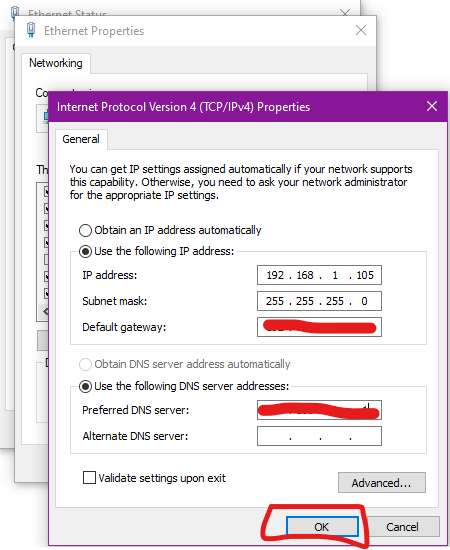 Ethernet Status
Ethernet Properties
Networking
Internet Protocol Version 4 (TCP/IPv4) Properties
General
You can get IP settings assigned automatically if your network supports
this capability. Otherwise, you need to ask your network administrator
for the appropriate IP settings.
Obtain an IP address automatically
Use the following IP address:
IP address:
192 . 168 . 1 . 105
Subnet mask:
255 . 255 . 255 . 0
Default gateway:
Obtain DNS server address automatically
Use the following DNS server addresses:
Preferred DNS server:
Alternate DNS server:
. . .
Validate settings upon exit
Advanced...
OK
Cancel